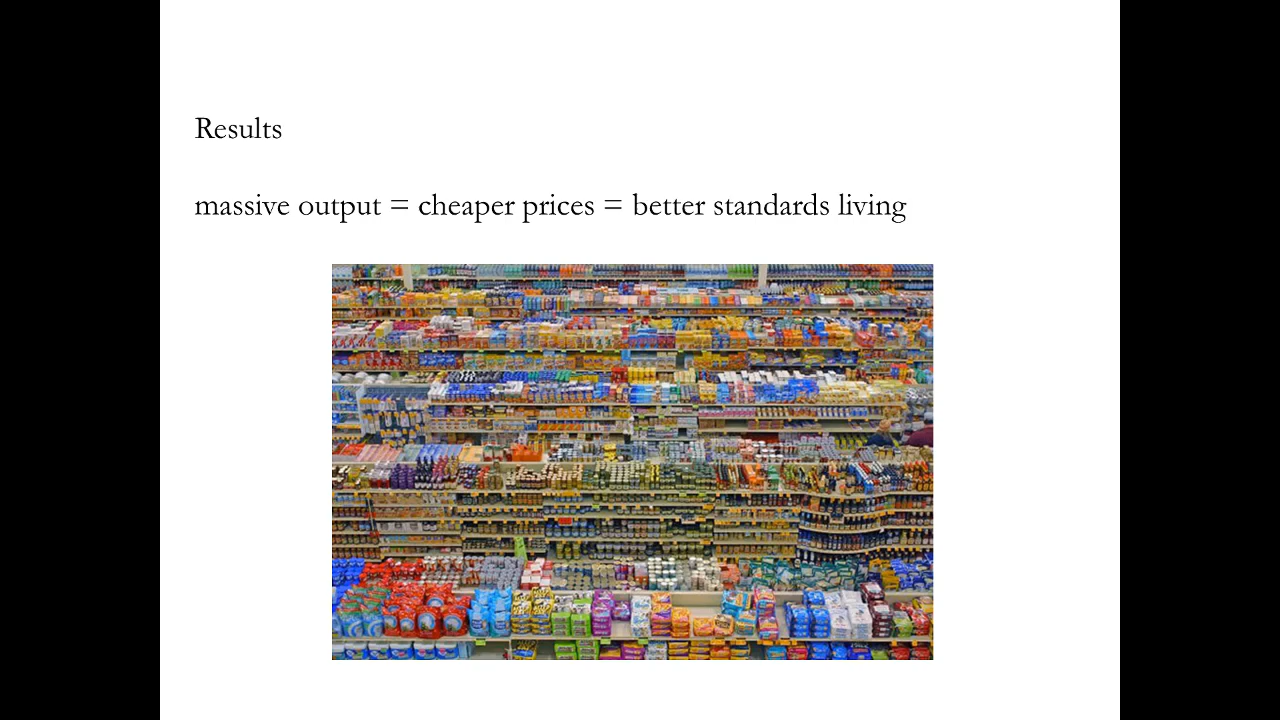 Results
massive output = cheaper prices = better standards living